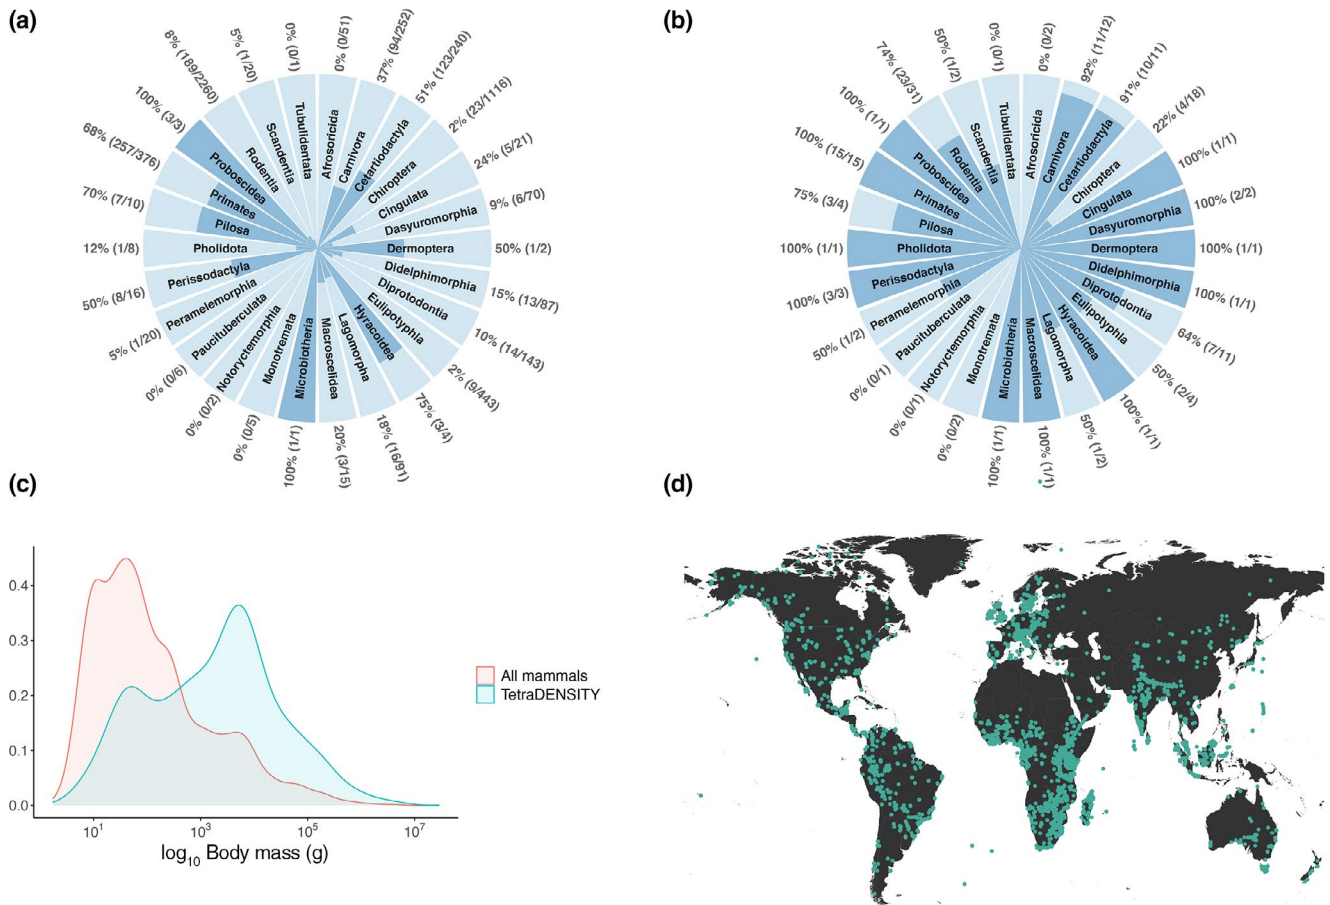 (a)
0% (0/51)
37% (94/252)
51% (123/240)
2% (23/1116)
24% (5/21)
9% (6/70)
50% (1/2)
15% (13/87)
10% (14/143)
2% (9/443)
75% (3/4)
18% (16/91)
20% (3/15)
100% (1/1)
0% (0/5)
0% (0/2)
0% (0/6)
5% (1/20)
50% (8/16)
12% (1/8)
70% (7/10)
68% (257/376)
100% (3/3)
8% (189/2260)
5% (1/20)
0% (0/1)
Afrosoricida
Carnivora
Cetartiodactyla
Chiroptera
Cingulata
Dasyuromorphia
Dermoptera
Didelphimorphia
Diprotodontia
Eulipotyphla
Hyracoidea
Lagomorpha
Macroscelidea
Microbiotheria
Monotremata
Notoryctemorphia
Paucituberculata
Peramelemorphia
Perissodactyla
Pholidota
Pilosa
Primates
Proboscidea
Rodentia
Scandentia
Tubulidentata
(b)
0% (0/2)
92% (11/12)
91% (10/11)
22% (4/18)
100% (1/1)
100% (2/2)
100% (1/1)
100% (1/1)
64% (7/11)
50% (2/4)
100% (1/1)
50% (1/2)
100% (1/1)
100% (1/1)
0% (0/2)
0% (0/1)
0% (0/1)
50% (1/2)
100% (3/3)
100% (1/1)
75% (3/4)
100% (15/15)
100% (1/1)
74% (23/31)
50% (1/2)
0% (0/1)
Afrosoricida
Carnivora
Cetartiodactyla
Chiroptera
Cingulata
Dasyuromorphia
Dermoptera
Didelphimorphia
Diprotodontia
Eulipotyphla
Hyracoidea
Lagomorpha
Macroscelidea
Microbiotheria
Monotremata
Notoryctemorphia
Paucituberculata
Peramelemorphia
Perissodactyla
Pholidota
Pilosa
Primates
Proboscidea
Rodentia
Scandentia
Tubulidentata
(c)
0.4
0.3
0.2
0.1
0.0
10¹ 10³ 10⁵ 10⁷
log₁₀ Body mass (g)
All mammals
TetraDENSITY
(d)